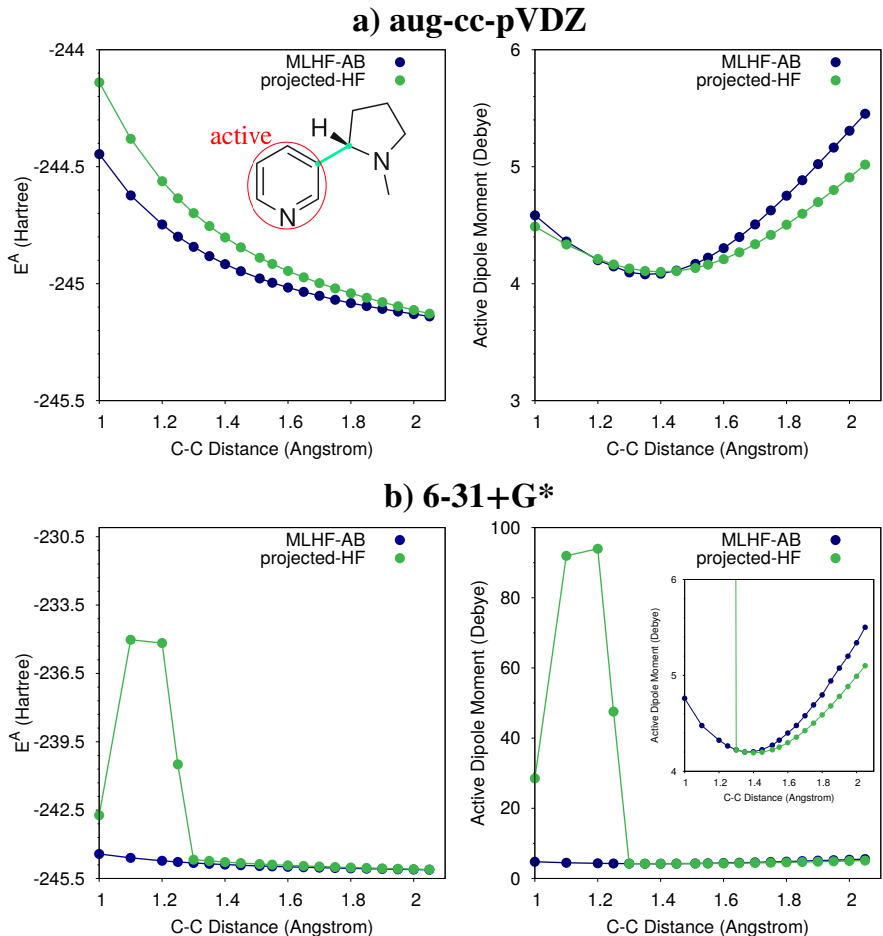 a) aug-cc-pVDZ
MLHF-AB
projected-HF
active
H
N
N
-244
-244.5
-245
-245.5
E^A (Hartree)
1 1.2 1.4 1.6 1.8 2
C-C Distance (Angstrom)
MLHF-AB
projected-HF
6
5
4
3
Active Dipole Moment (Debye)
1 1.2 1.4 1.6 1.8 2
C-C Distance (Angstrom)
b) 6-31+G*
MLHF-AB
projected-HF
-230.5
-233.5
-236.5
-239.5
-242.5
-245.5
E^A (Hartree)
1 1.2 1.4 1.6 1.8 2
C-C Distance (Angstrom)
MLHF-AB
projected-HF
100
80
60
40
20
0
Active Dipole Moment (Debye)
6
5
4
Active Dipole Moment (Debye)
1 1.2 1.4 1.6 1.8 2
C-C Distance (Angstrom)
1 1.2 1.4 1.6 1.8 2
C-C Distance (Angstrom)